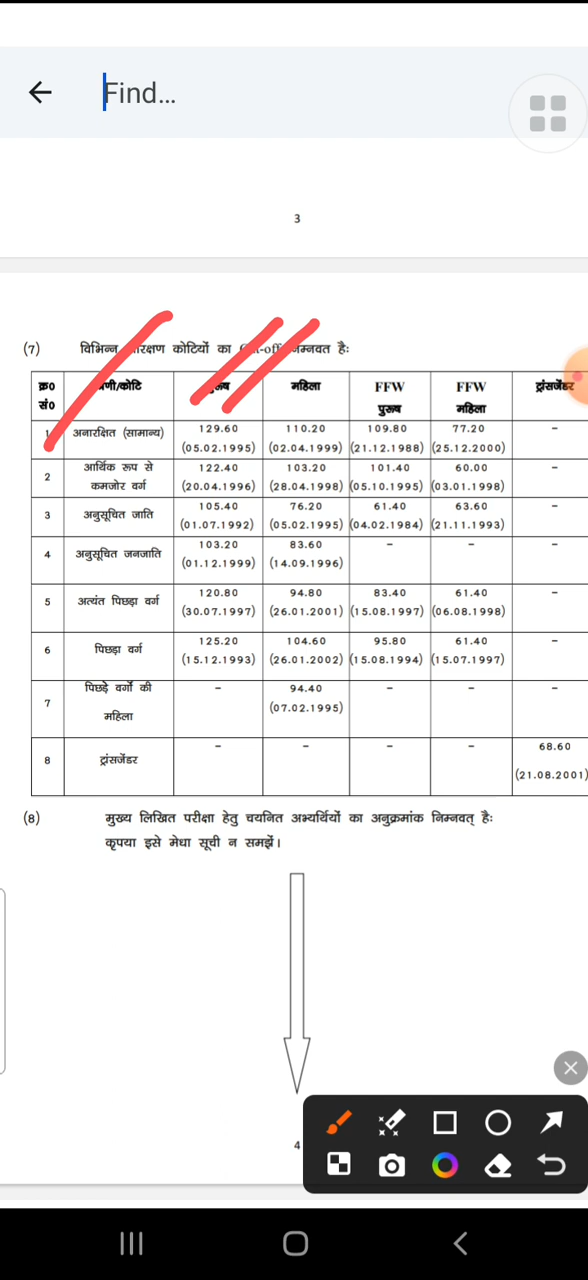 Find...
3
(7) विभिन्न निम्नवत हैः
क्र० सं० महिला FFW पुरूष FFW महिला ट्रांसजेंडर
1 अनारक्षित (सामान्य) 129.60 (05.02.1995) 110.20 (02.04.1999) 109.80 (21.12.1988) 77.20 (25.12.2000) -
2 आर्थिक रूप से कमजोर वर्ग 122.40 (20.04.1996) 103.20 (28.04.1998) 101.40 (05.10.1995) 60.00 (03.01.1998) -
3 अनुसूचित जाति 105.40 (01.07.1992) 76.20 (05.02.1995) 61.40 (04.02.1984) 63.60 (21.11.1993) -
4 अनुसूचित जनजाति 103.20 (01.12.1999) 83.60 (14.09.1996) - - -
5 अत्यंत पिछड़ा वर्ग 120.80 (30.07.1997) 94.80 (26.01.2001) 83.40 (15.08.1997) 61.40 (06.08.1998) -
6 पिछड़ा वर्ग 125.20 (15.12.1993) 104.60 (26.01.2002) 95.80 (15.08.1994) 61.40 (15.07.1997) -
7 पिछड़े वर्गों की महिला - 94.40 (07.02.1995) - - -
8 ट्रांसजेंडर - - - - 68.60 (21.08.2001)
(8) मुख्य लिखित परीक्षा हेतु चयनित अभ्यर्थियों का अनुक्रमांक निम्नवत् हैः
कृपया इसे मेधा सूची न समझें।
4